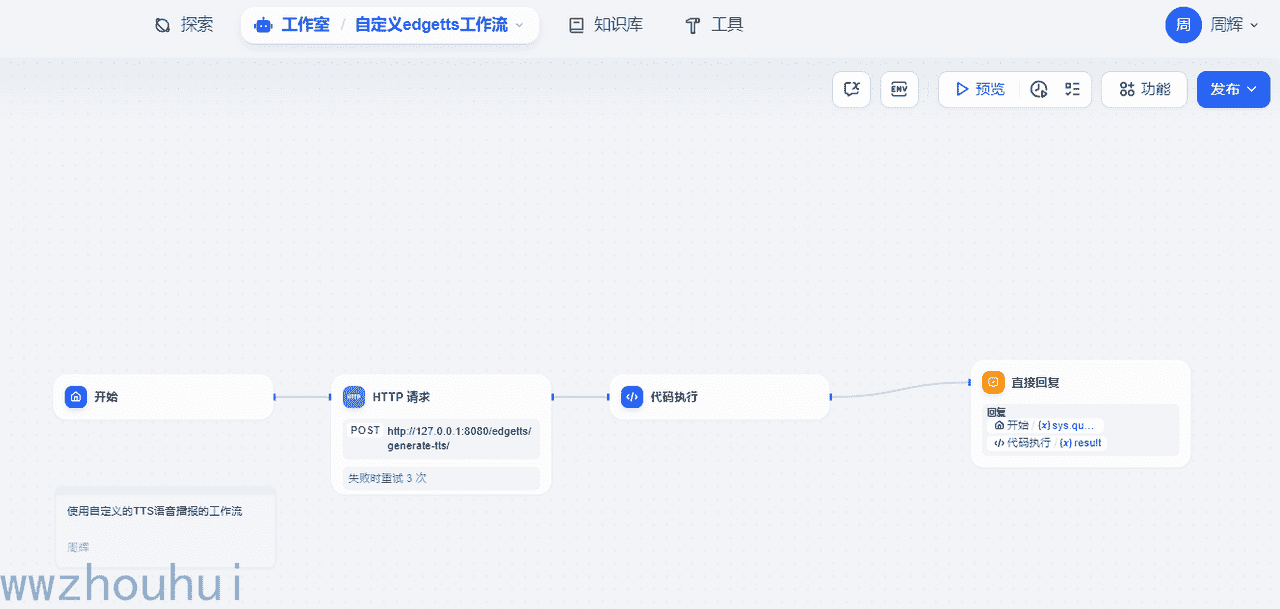 探索 工作室 / 自定义edgetts工作流 知识库 工具 周 周辉
ENV 预览 功能 发布
开始
HTTP 请求
POST http://127.0.0.1:8080/edgetts/
generate-tts/
失败时重试 3 次
代码执行
直接回复
回复
开始 / {x} sys.qu...
代码执行 / {x} result
使用自定义的TTS语音播报的工作流
周辉
wwzhouhui